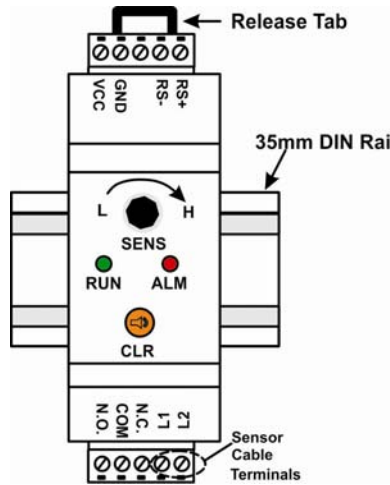 Release Tab
VCC
GND
RS-
RS+
35mm DIN Rai
L
H
SENS
RUN
ALM
CLR
N.O.
COM
N.C.
L1
L2
Sensor
Cable
Terminals